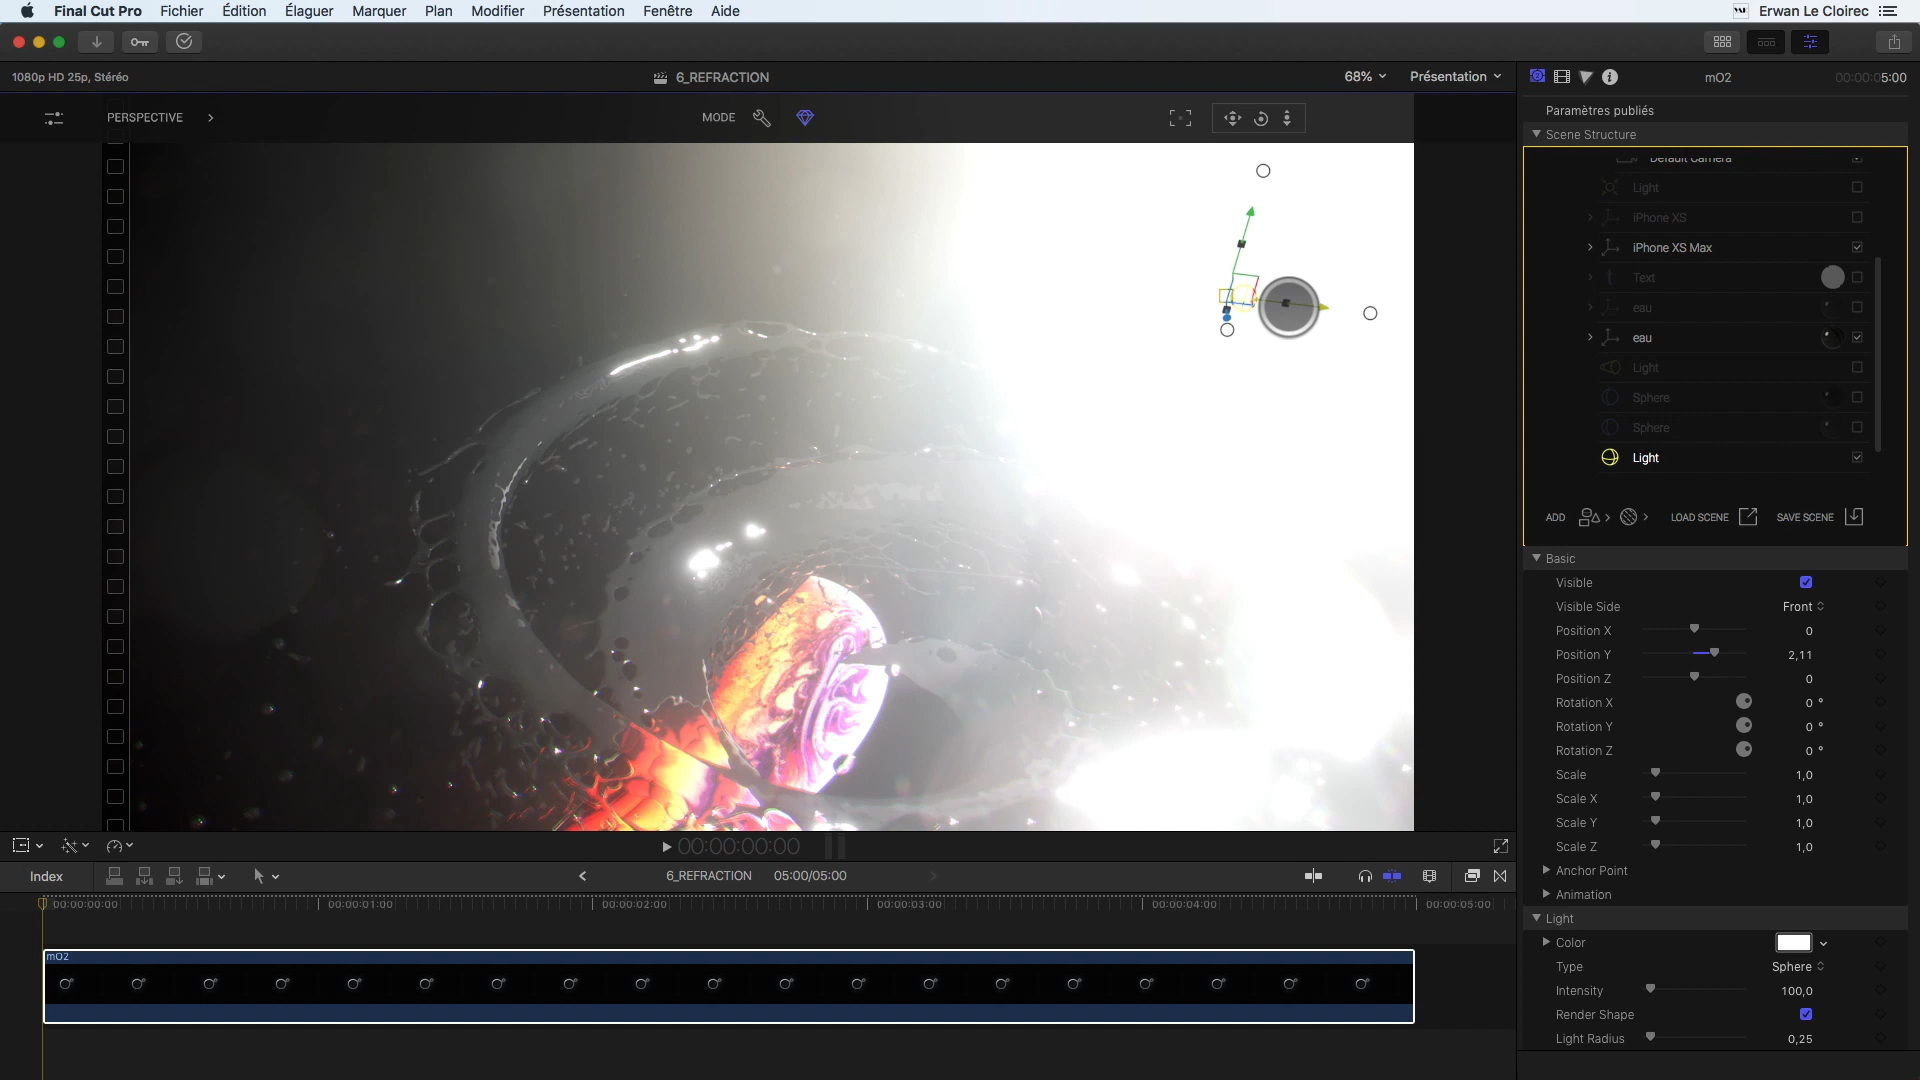 Final Cut Pro Fichier Édition Élaguer Marquer Plan Modifier Présentation Fenêtre Aide Erwan Le Cloirec
1080p HD 25p, Stéréo 6_REFRACTION 68% Présentation mO2 00:00:05:00
PERSPECTIVE MODE
Paramètres publiés
Scene Structure
Default Camera
Light
iPhone XS
iPhone XS Max
Text
eau
eau
Light
Sphere
Sphere
Light
ADD LOAD SCENE SAVE SCENE
Basic
Visible
Visible Side Front
Position X 0
Position Y 2,11
Position Z 0
Rotation X 0 °
Rotation Y 0 °
Rotation Z 0 °
Scale 1,0
Scale X 1,0
Scale Y 1,0
Scale Z 1,0
Anchor Point
Animation
Light
Color
Type Sphere
Intensity 100,0
Render Shape
Light Radius 0,25
00:00:00:00
Index 6_REFRACTION 05:00/05:00
00:00:00:00 00:00:01:00 00:00:02:00 00:00:03:00 00:00:04:00 00:00:05:00
mO2